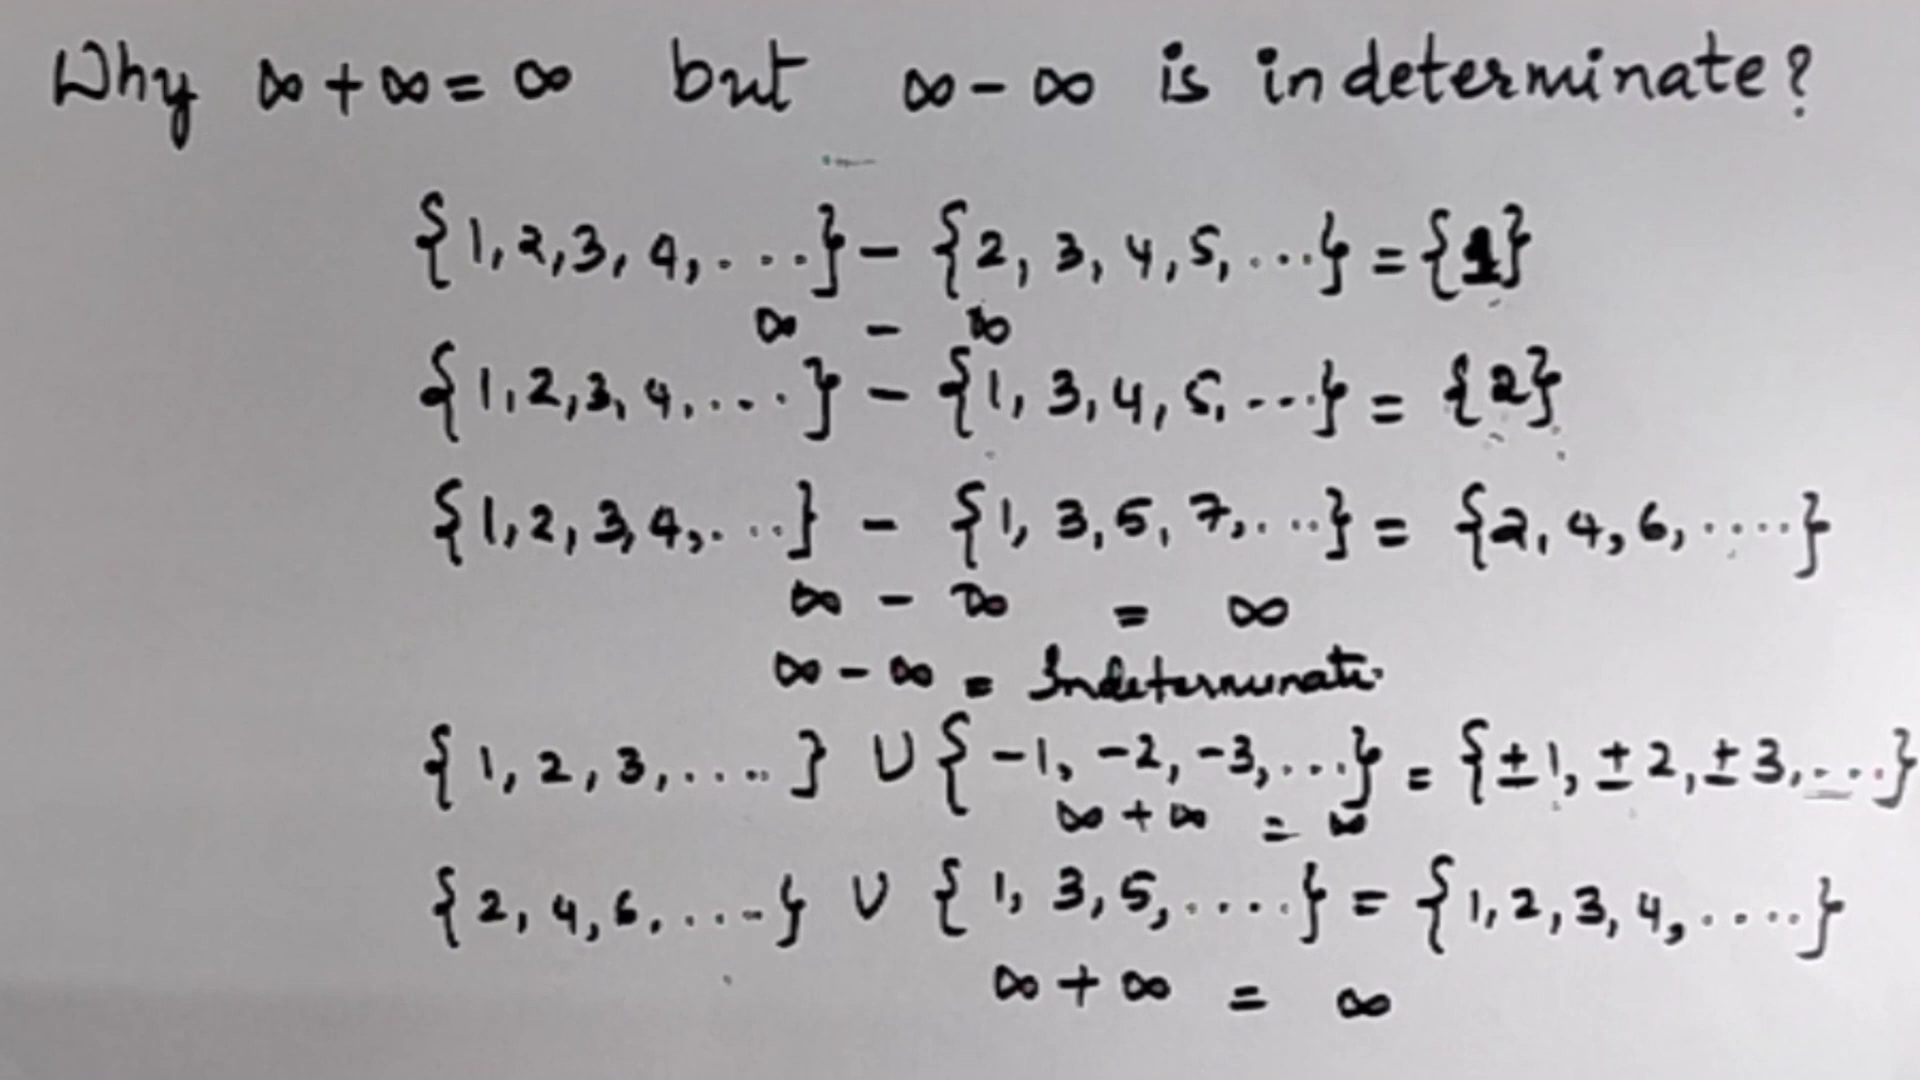 Why ∞ + ∞ = ∞ but ∞ - ∞ is indeterminate?
{1, 2, 3, 4, . . . .} - {2, 3, 4, 5, . . . .} = {1}
∞ - ∞
{1, 2, 3, 4, . . . .} - {1, 3, 4, 5, . . . .} = {2}
{1, 2, 3, 4, . . . .} - {1, 3, 5, 7, . . . .} = {2, 4, 6, . . . .}
∞ - ∞ = ∞
∞ - ∞ = Indeterminate.
{1, 2, 3, . . . . .} ∪ {-1, -2, -3, . . . .} = {±1, ±2, ±3, . . . .}
∞ + ∞ = ∞
{2, 4, 6, . . . . .} ∪ {1, 3, 5, . . . . .} = {1, 2, 3, 4, . . . . .}
∞ + ∞ = ∞